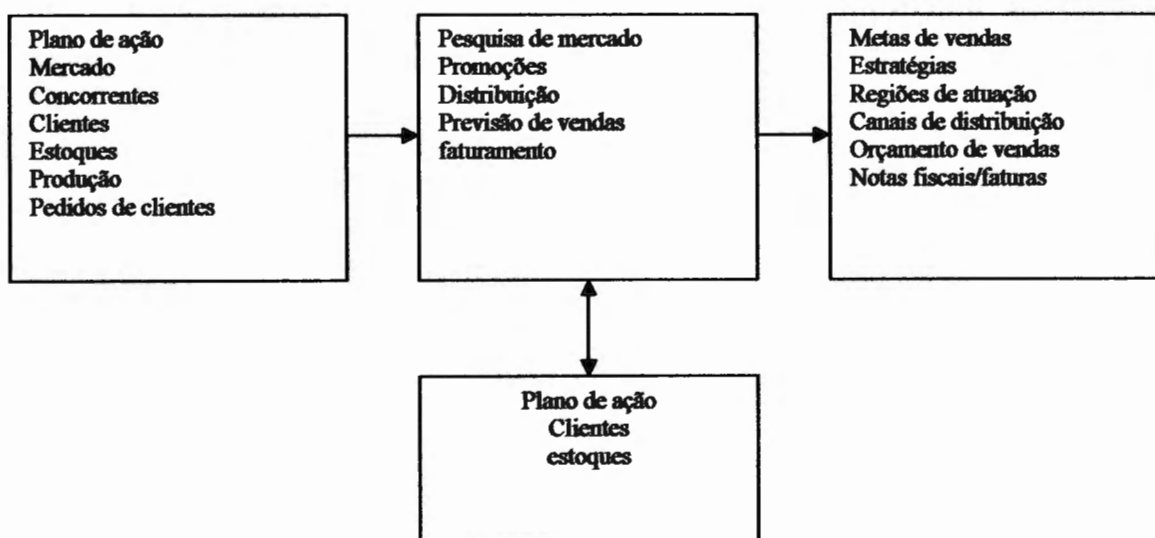 Plano de ação
Mercado
Concorrentes
Clientes
Estoques
Produção
Pedidos de clientes
Pesquisa de mercado
Promoções
Distribuição
Previsão de vendas
faturamento
Metas de vendas
Estratégias
Regiões de atuação
Canais de distribuição
Orçamento de vendas
Notas fiscais/faturas
Plano de ação
Clientes
estoques